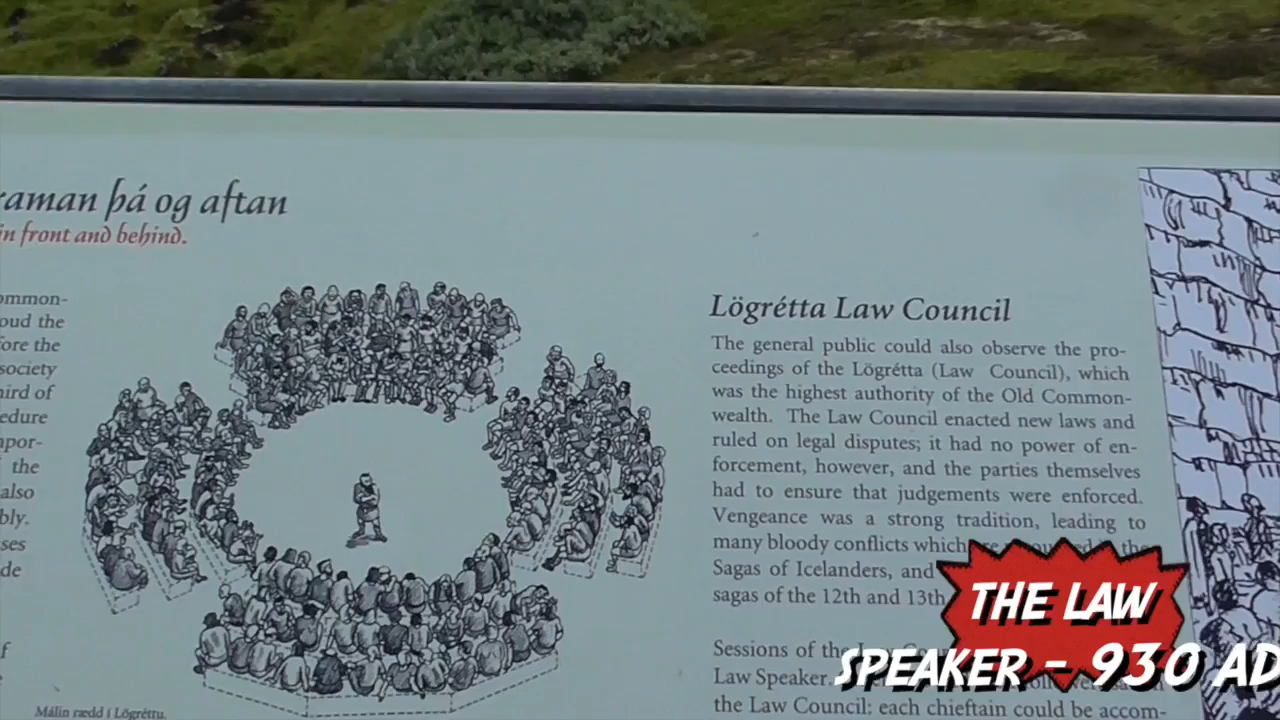 raman þá og aftan
in front and behind.
ommon-
oud the
fore the
society
hird of
edure
mpor-
the
also
bly.
ses
de
f
Málin rædd í Lögréttu.
Lögrétta Law Council
The general public could also observe the pro-
ceedings of the Lögrétta (Law Council), which
was the highest authority of the Old Common-
wealth. The Law Council enacted new laws and
ruled on legal disputes; it had no power of en-
forcement, however, and the parties themselves
had to ensure that judgements were enforced.
Vengeance was a strong tradition, leading to
many bloody conflicts which the
Sagas of Icelanders, and
sagas of the 12th and 13th
Sessions of the
Law Speaker.
the Law Council: each chieftain could be accom-
THE LAW
SPEAKER - 930 AD